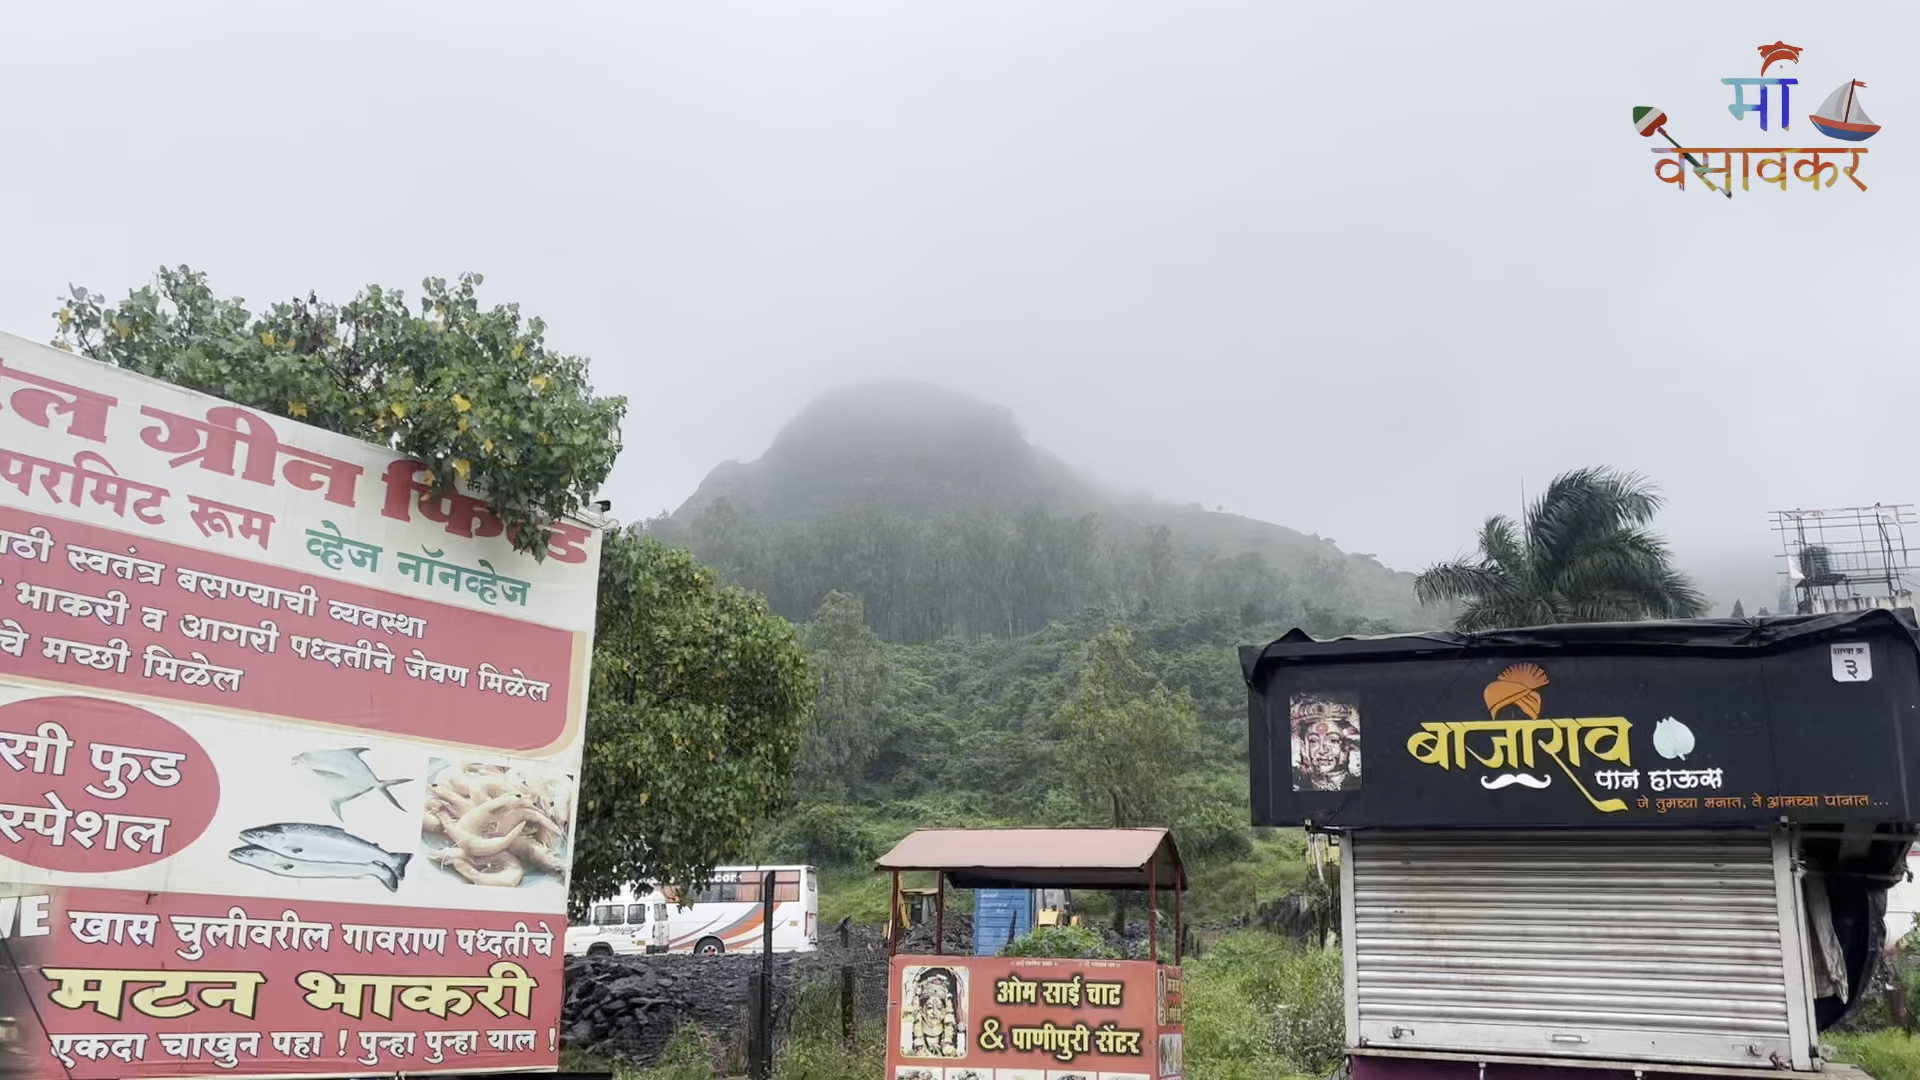 माँ
वसावकर
ग्रीन फिल्ड
परमिट रूम
व्हेज नॉनव्हेज
स्वतंत्र बसण्याची व्यवस्था
भाकरी व आगरी पध्दतीने जेवण मिळेल
चे मच्छी मिळेल
सी फुड
स्पेशल
खास चुलीवरील गावराण पध्दतीचे
मटन भाकरी
एकदा चाखुन पहा ! पुन्हा पुन्हा याल !
ओम साई चाट
& पाणीपुरी सेंटर
शाखा क्र
३
बाजीराव
पान हाऊस
जे तुमच्या मनात, ते आमच्या पानात...